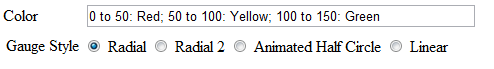 Color 0 to 50: Red; 50 to 100: Yellow; 100 to 150: Green
Gauge Style Radial Radial 2 Animated Half Circle Linear